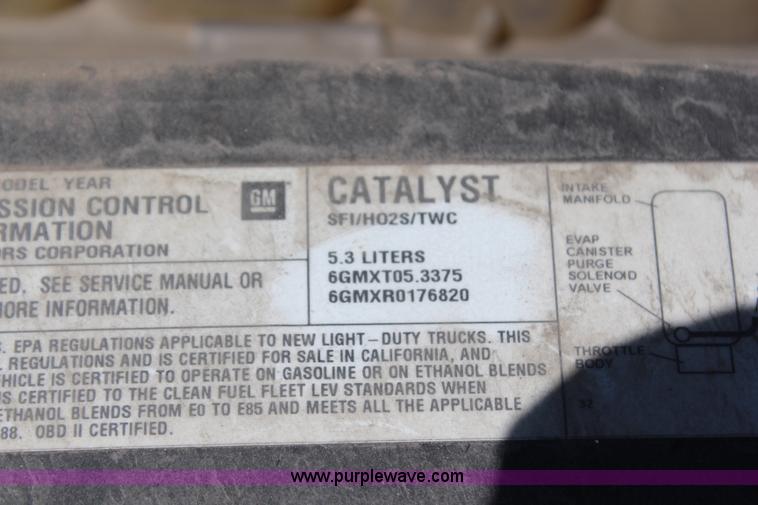 MODEL YEAR
SSION CONTROL
RMATION
ORS CORPORATION
GM
ED. SEE SERVICE MANUAL OR
MORE INFORMATION.
CATALYST
SFI/HO2S/TWC
5.3 LITERS
6GMXT05.3375
6GMXR0176820
S. EPA REGULATIONS APPLICABLE TO NEW LIGHT-DUTY TRUCKS. THIS
L REGULATIONS AND IS CERTIFIED FOR SALE IN CALIFORNIA, AND
EHICLE IS CERTIFIED TO OPERATE ON GASOLINE OR ON ETHANOL BLENDS
S CERTIFIED TO THE CLEAN FUEL FLEET LEV STANDARDS WHEN
ETHANOL BLENDS FROM E0 TO E85 AND MEETS ALL THE APPLICABLE
88. OBD II CERTIFIED.
INTAKE
MANIFOLD
EVAP
CANISTER
PURGE
SOLENOID
VALVE
THROTTLE
BODY
32
www.purplewave.com